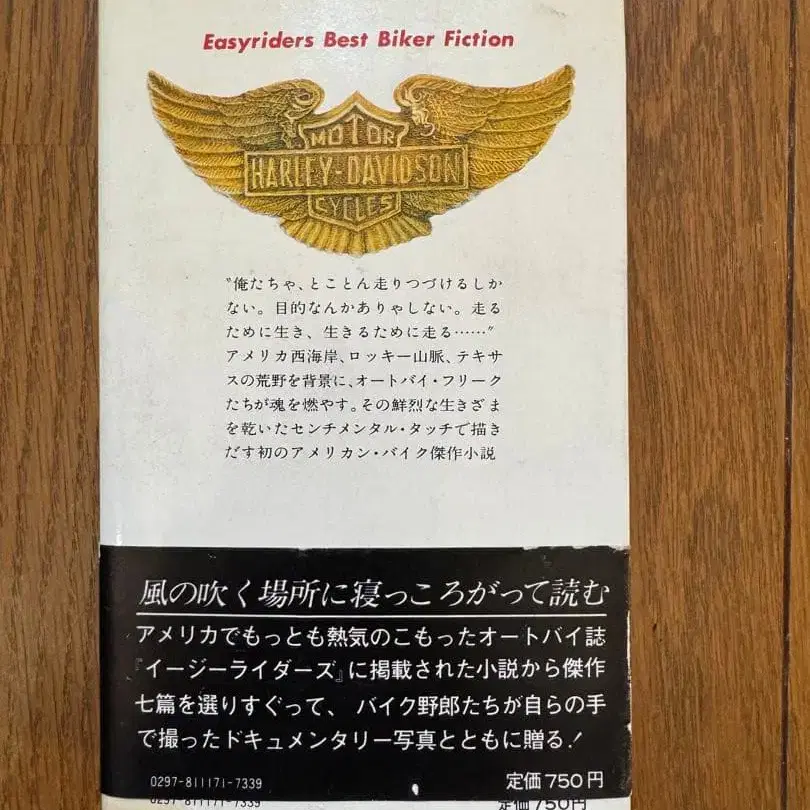 Easyriders Best Biker Fiction
MOTOR
HARLEY-DAVIDSON
CYCLES
〝俺たちゃ、とことん走りつづけるしか
ない。目的なんかありゃしない。走る
ために生き、生きるために走る……〟
アメリカ西海岸、ロッキー山脈、テキサ
スの荒野を背景に、オートバイ・フリーク
たちが魂を燃やす。その鮮烈な生きざま
を乾いたセンチメンタル・タッチで描き
だす初のアメリカン・バイク傑作小説
風の吹く場所に寝っころがって読む
アメリカでもっとも熱気のこもったオートバイ誌
『イージーライダーズ』に掲載された小説から傑作
七篇を選りすぐって、バイク野郎たちが自らの手
で撮ったドキュメンタリー写真とともに贈る!
0297-811171-7339 定価750円
0297-811171-7339 定価750円